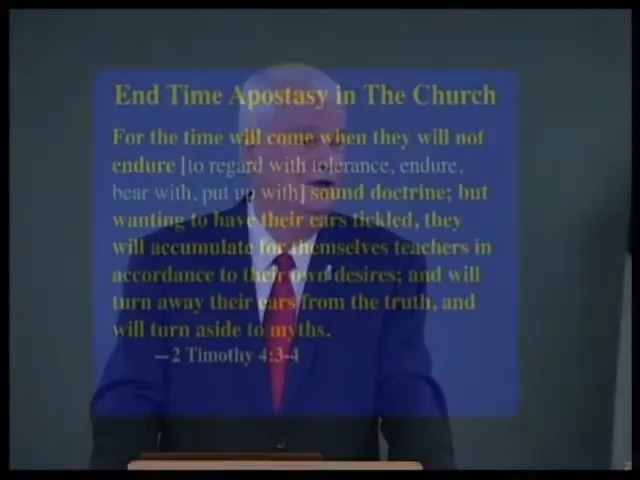 End Time Apostasy in The Church
For the time will come when they will not
endure [to regard with tolerance, endure,
bear with, put up with] sound doctrine; but
wanting to have their ears tickled, they
will accumulate for themselves teachers in
accordance to their own desires; and will
turn away their ears from the truth, and
will turn aside to myths.
—2 Timothy 4:3-4